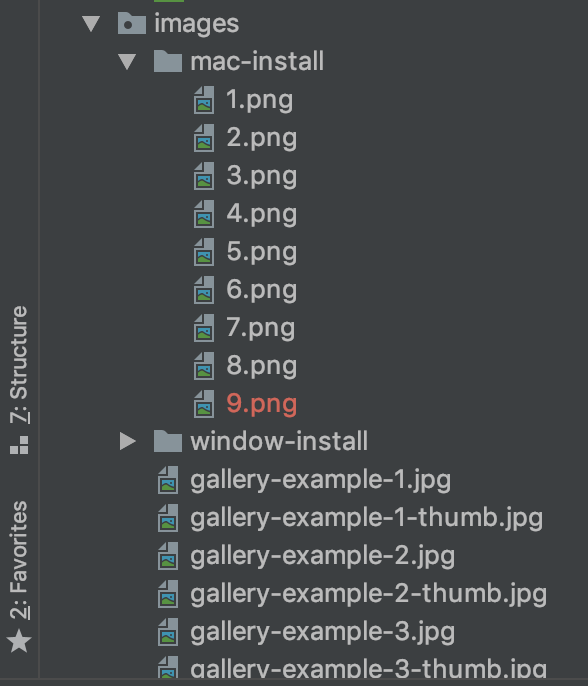 images
mac-install
1.png
2.png
3.png
4.png
5.png
6.png
7.png
8.png
9.png
window-install
gallery-example-1.jpg
gallery-example-1-thumb.jpg
gallery-example-2.jpg
gallery-example-2-thumb.jpg
gallery-example-3.jpg
gallery-example-3-thumb.jpg
7: Structure
2: Favorites